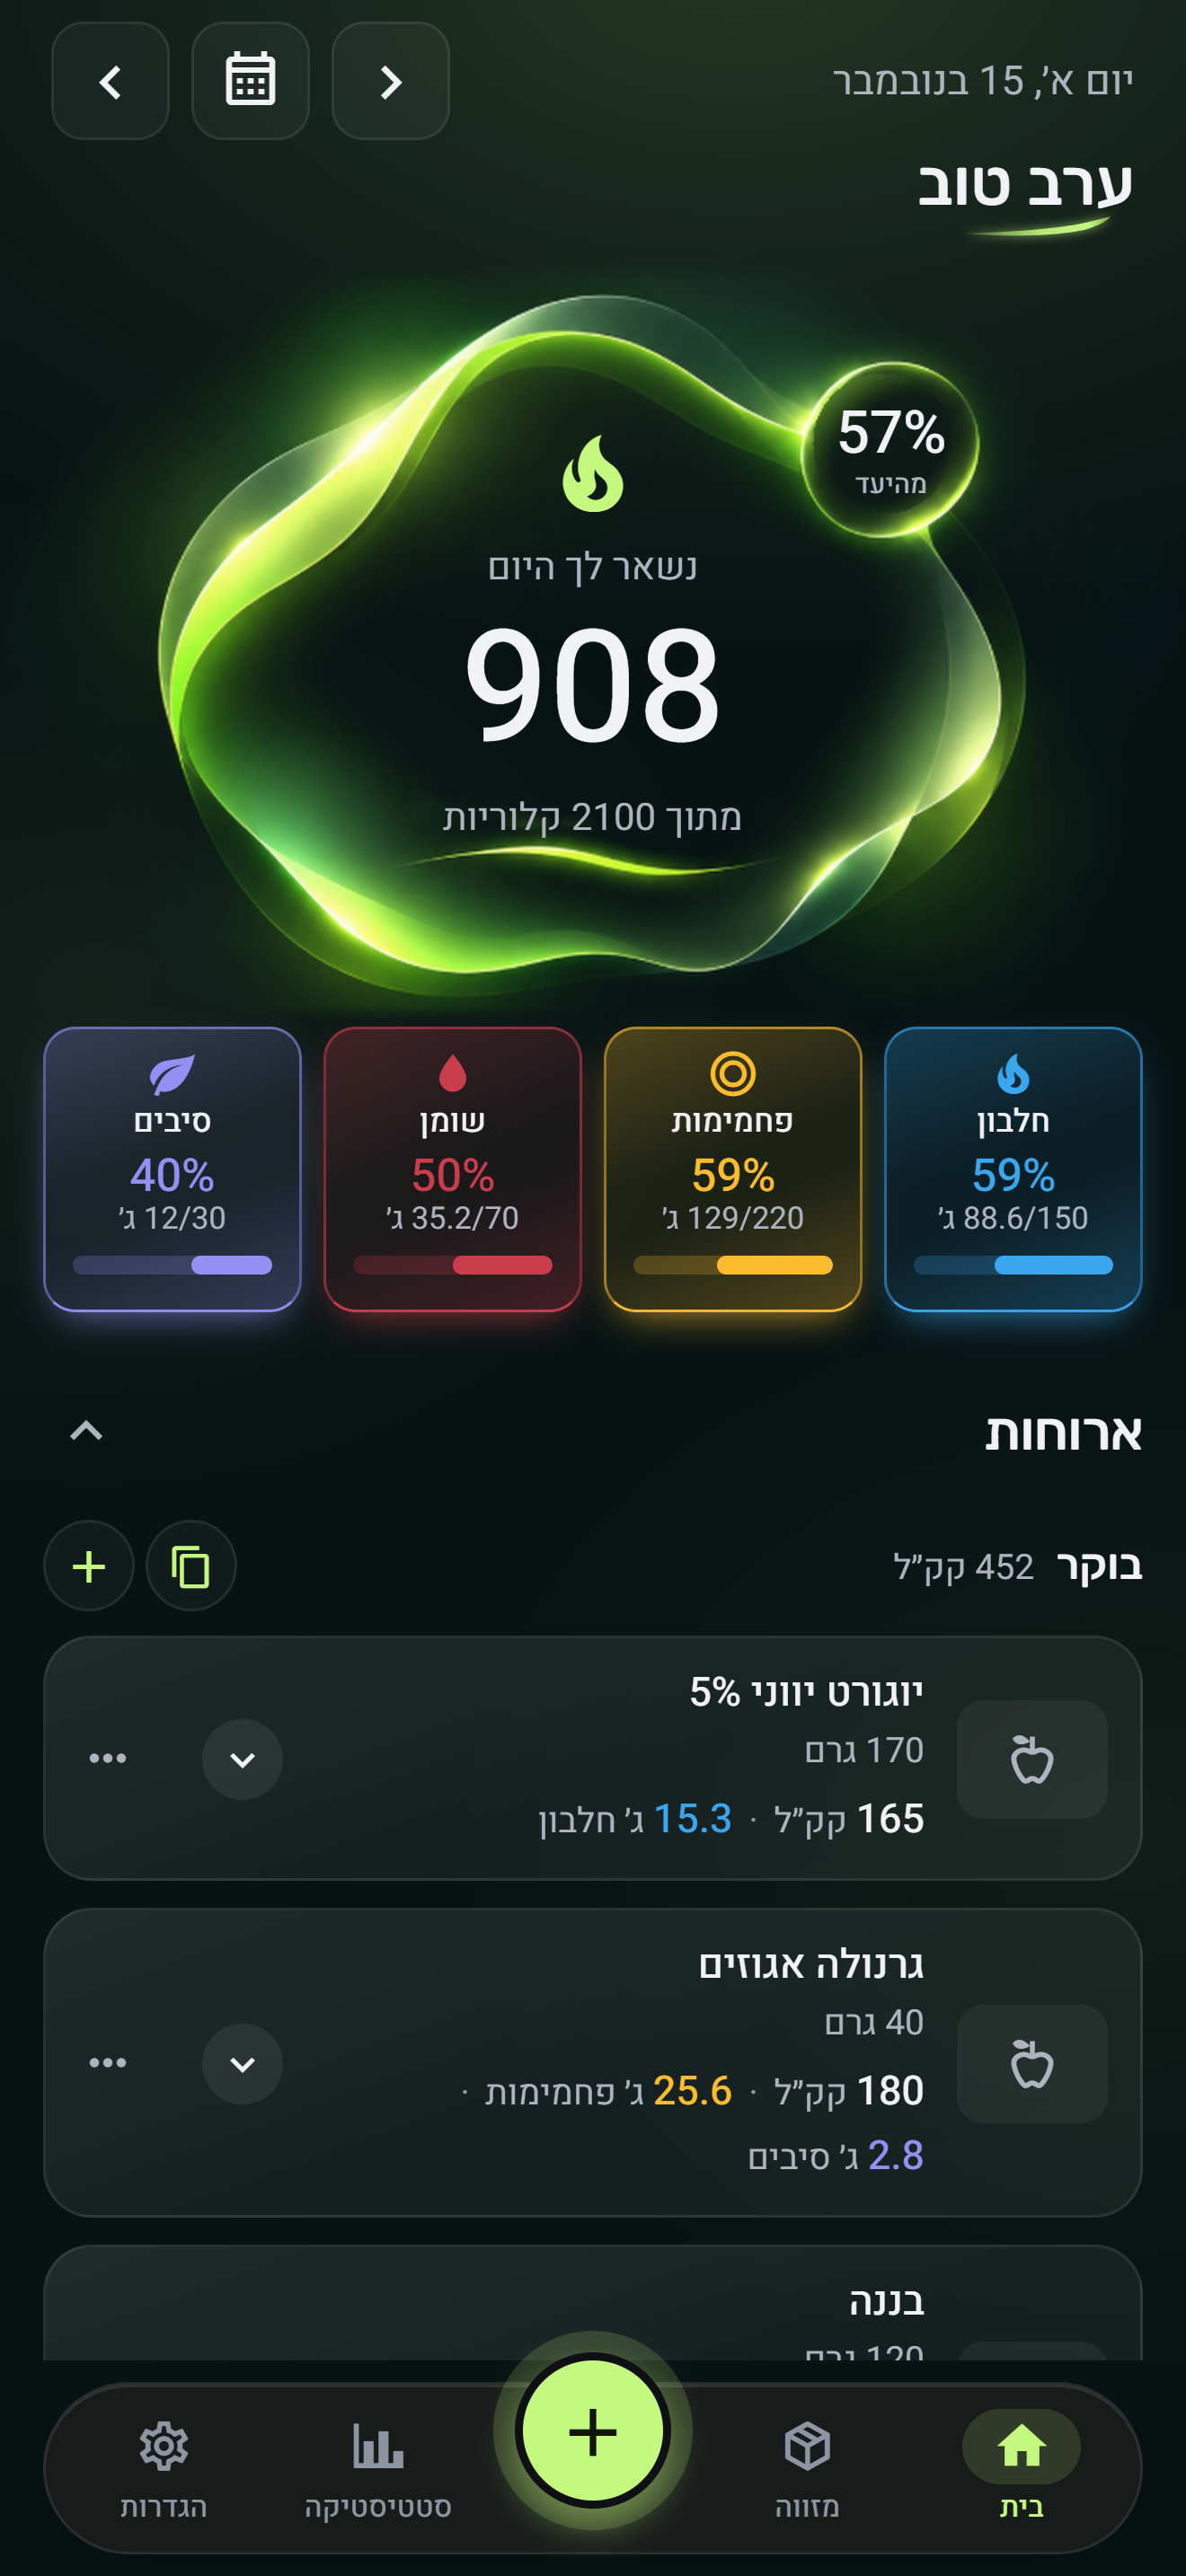 יום א׳, 15 בנובמבר
ערב טוב
57%
מהיעד
נשאר לך היום
908
מתוך 2100 קלוריות
חלבון
59%
88.6/150 ג׳
פחמימות
59%
129/220 ג׳
שומן
50%
35.2/70 ג׳
סיבים
40%
12/30 ג׳
ארוחות
בוקר 452 קק״ל
יוגורט יווני 5%
170 גרם
165 קק״ל · 15.3 ג׳ חלבון
גרנולה אגוזים
40 גרם
180 קק״ל · 25.6 ג׳ פחמימות ·
2.8 ג׳ סיבים
בננה
120 גרם
בית
מזווה
סטטיסטיקה
הגדרות